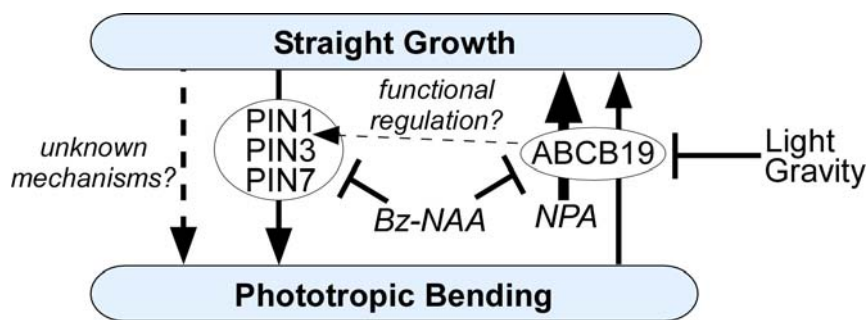 Straight Growth
functional
regulation?
unknown
mechanisms?
PIN1
PIN3
PIN7
ABCB19
Light
Gravity
Bz-NAA
NPA
Phototropic Bending